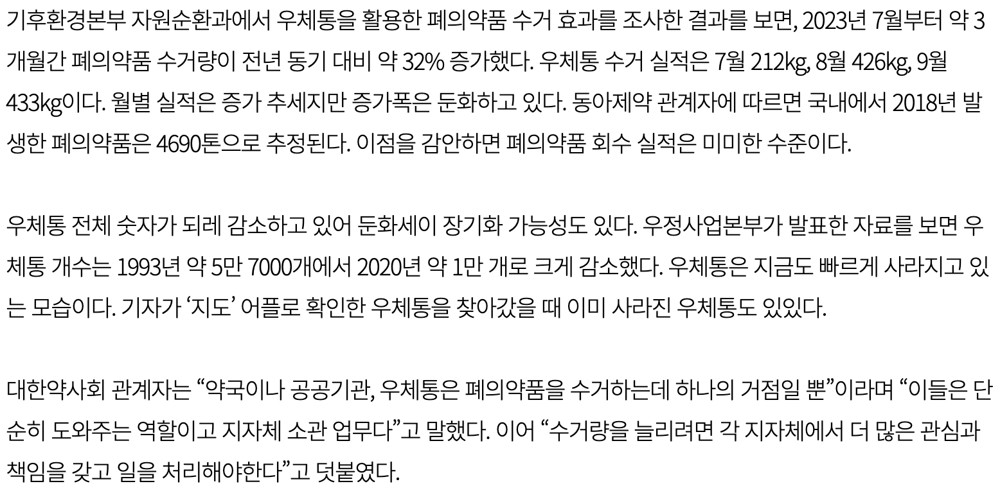 기후환경본부 자원순환과에서 우체통을 활용한 폐의약품 수거 효과를 조사한 결과를 보면, 2023년 7월부터 약 3
개월간 폐의약품 수거량이 전년 동기 대비 약 32% 증가했다. 우체통 수거 실적은 7월 212kg, 8월 426kg, 9월
433kg이다. 월별 실적은 증가 추세지만 증가폭은 둔화하고 있다. 동아제약 관계자에 따르면 국내에서 2018년 발
생한 폐의약품은 4690톤으로 추정된다. 이점을 감안하면 폐의약품 회수 실적은 미미한 수준이다.
우체통 전체 숫자가 되레 감소하고 있어 둔화세이 장기화 가능성도 있다. 우정사업본부가 발표한 자료를 보면 우
체통 개수는 1993년 약 5만 7000개에서 2020년 약 1만 개로 크게 감소했다. 우체통은 지금도 빠르게 사라지고 있
는 모습이다. 기자가 ‘지도’ 어플로 확인한 우체통을 찾아갔을 때 이미 사라진 우체통도 있있다.
대한약사회 관계자는 “약국이나 공공기관, 우체통은 폐의약품을 수거하는데 하나의 거점일 뿐”이라며 “이들은 단
순히 도와주는 역할이고 지자체 소관 업무다”고 말했다. 이어 “수거량을 늘리려면 각 지자체에서 더 많은 관심과
책임을 갖고 일을 처리해야한다”고 덧붙였다.